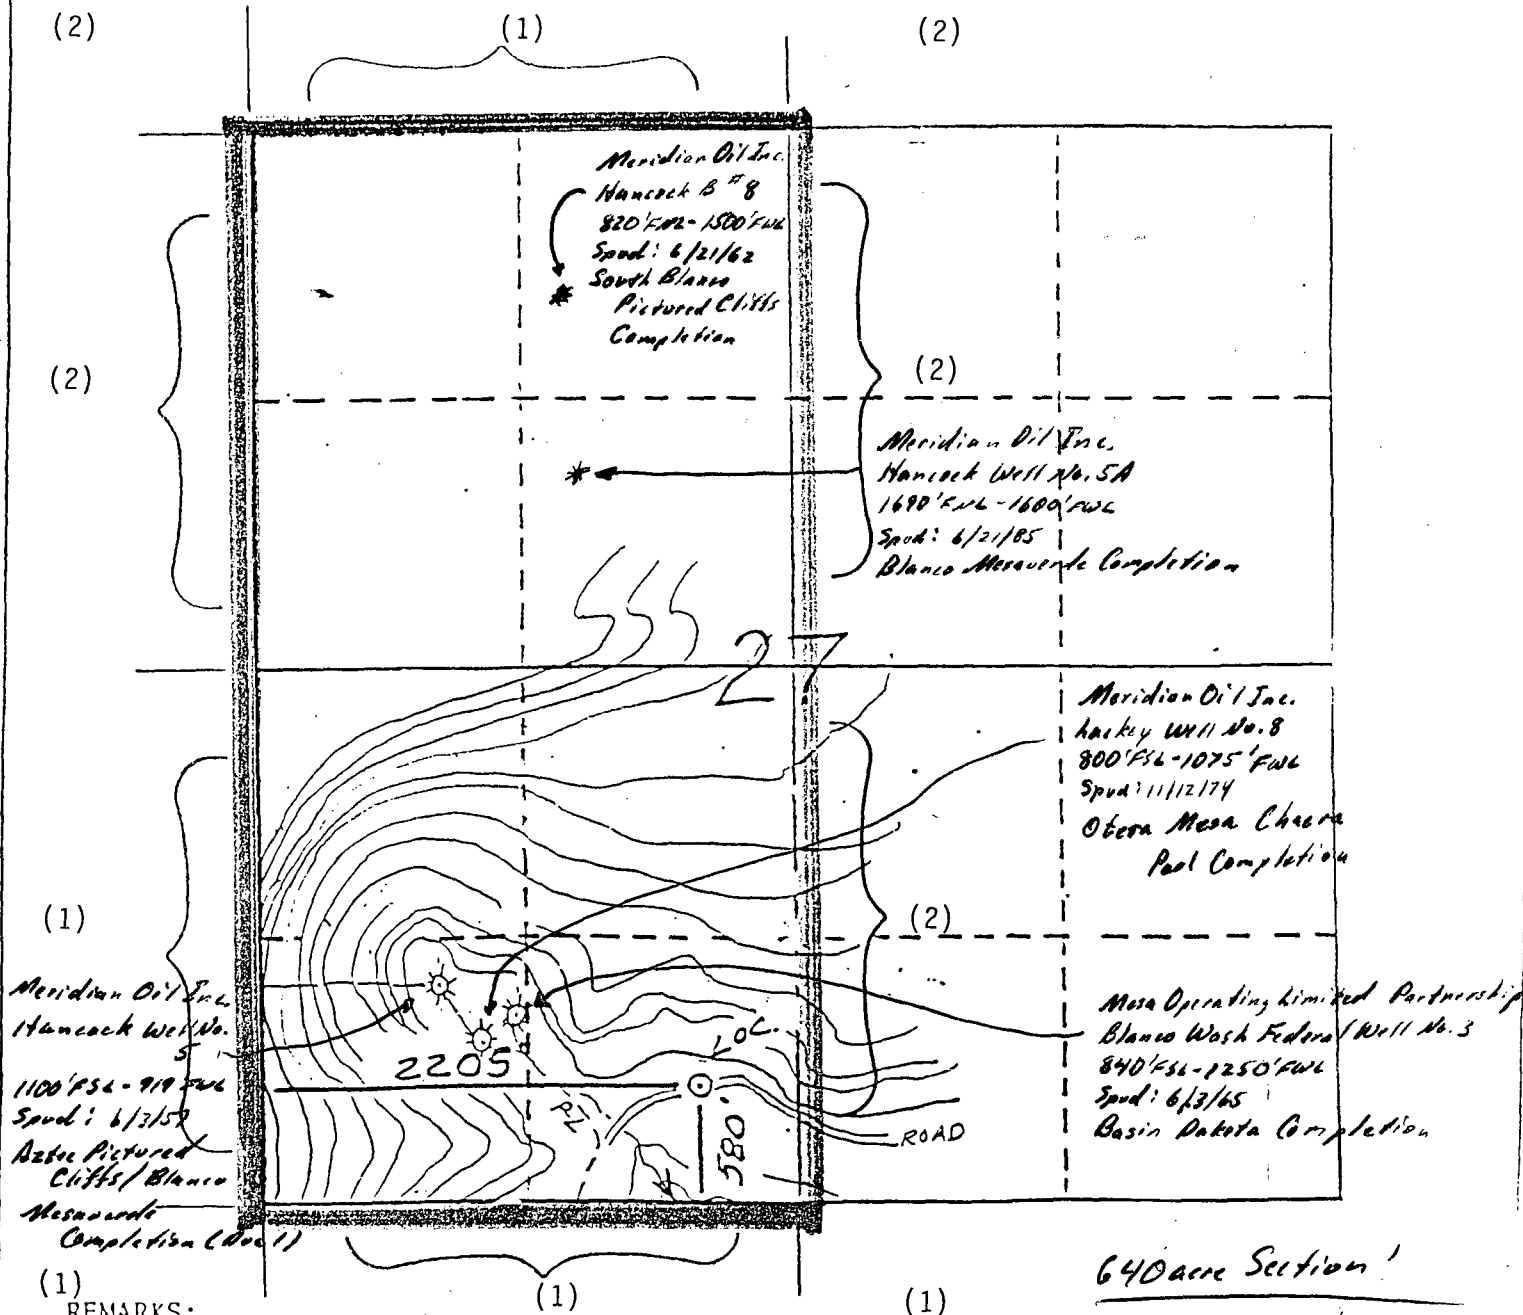 (2)
(1)
(2)
Meridian Oil Inc.
Hancock B #8
820'FNL-1500'FWL
Spud: 6/21/62
South Blanco
Pictured Cliffs
Completion
(2)
(2)
Meridian Oil Inc.
Hancock Well No. 5A
1690'FNL-1600'FWL
Spud: 6/21/85
Blanco Mesaverde Completion
27
Meridian Oil Inc.
Lackey Well No. 8
800'FSL-1075'FWL
Spud: 11/12/74
Otera Mesa Chacra
Pool Completion
(1)
(2)
Meridian Oil Inc.
Hancock Well No.
5
1100'FSL-919'FWL
Spud: 6/3/57
Aztec Pictured
Cliffs/Blanco
Mesaverde
Completion (Dual)
Mesa Operating Limited Partnership
Blanco Wash Federal Well No. 3
840'FSL-1250'FWL
Spud: 6/3/65
Basin Dakota Completion
LOC.
2205
P/L
580'
ROAD
640 acre Section
(1)
(1)
(1)
REMARKS: